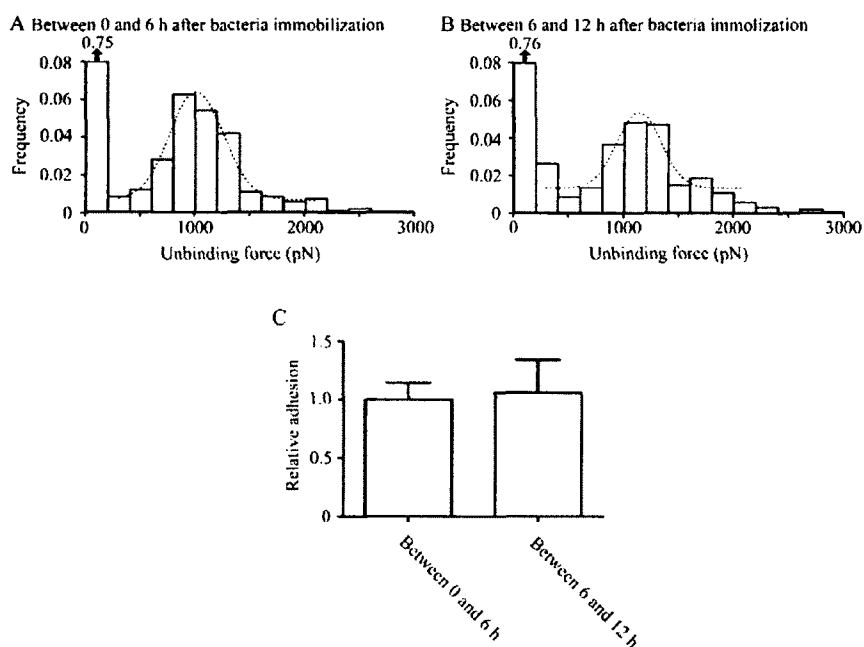 A Between 0 and 6 h after bacteria immobilization
0.75
0.08
0.06
0.04
0.02
0
Frequency
0 1000 2000 3000
Unbinding force (pN)
B Between 6 and 12 h after bacteria immolization
0.76
0.08
0.06
0.04
0.02
0
Frequency
0 1000 2000 3000
Unbinding force (pN)
C
1.5
1.0
0.5
0
Relative adhesion
Between 0 and 6 h
Between 6 and 12 h